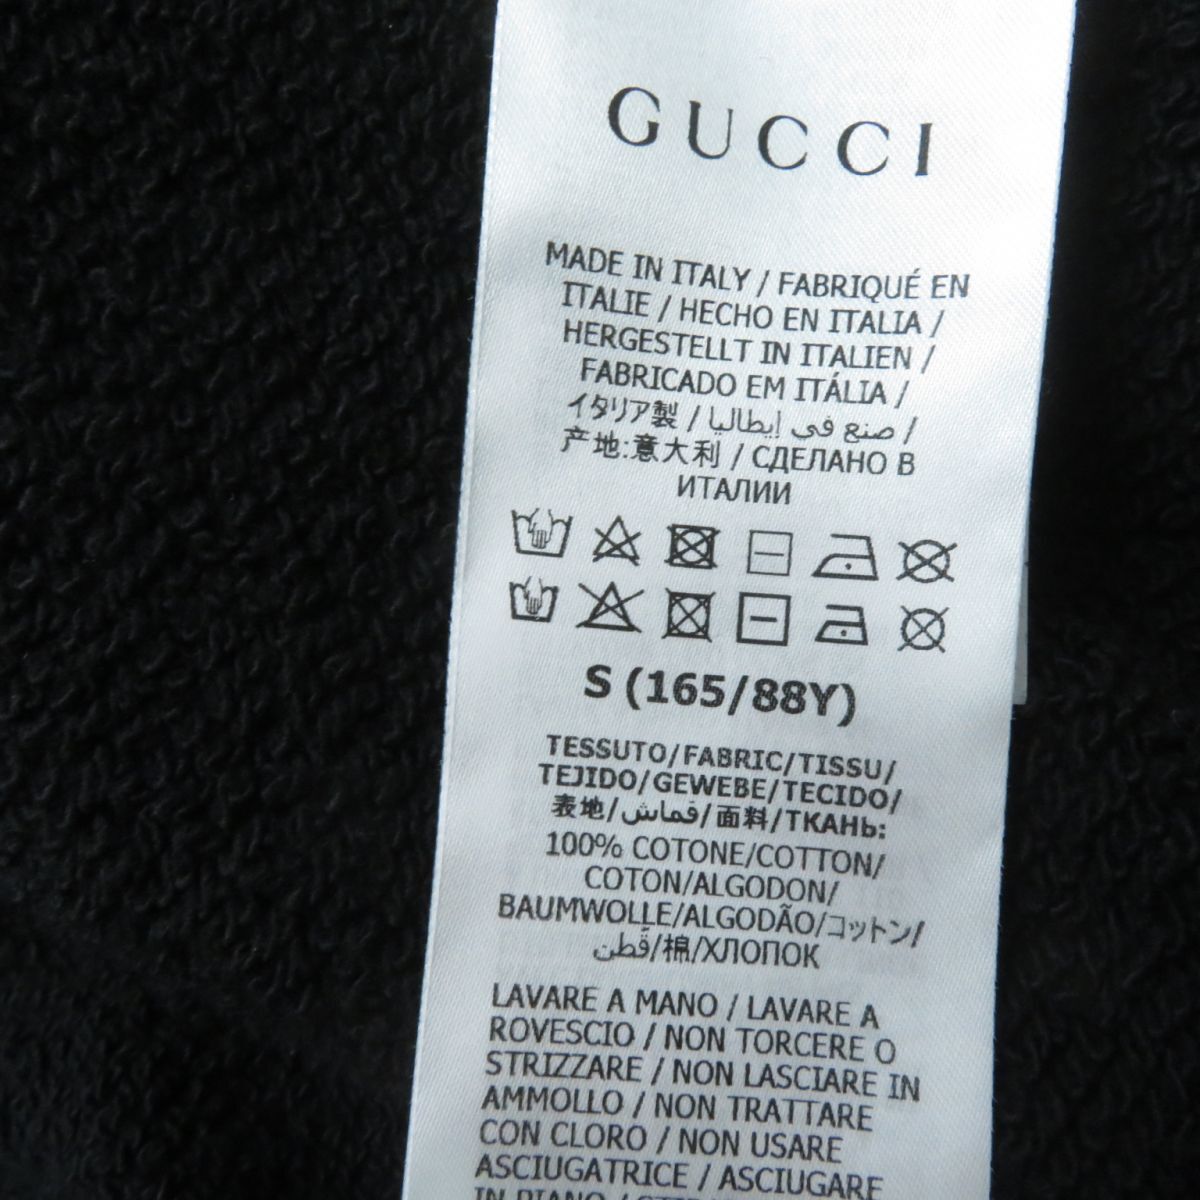 GUCCI
MADE IN ITALY / FABRIQUÉ EN
ITALIE / HECHO EN ITALIA /
HERGESTELLT IN ITALIEN /
FABRICADO EM ITÁLIA /
イタリア製 / صنع في إيطاليا /
产地:意大利 / СДЕЛАНО В
ИТАЛИИ
S (165/88Y)
TESSUTO/FABRIC/TISSU/
TEJIDO/GEWEBE/TECIDO/
表地/قماش/面料/ТКАНЬ:
100% COTONE/COTTON/
COTON/ALGODON/
BAUMWOLLE/ALGODÃO/コットン/
قُطن/棉/ХЛОПОК
LAVARE A MANO / LAVARE A
ROVESCIO / NON TORCERE O
STRIZZARE / NON LASCIARE IN
AMMOLLO / NON TRATTARE
CON CLORO / NON USARE
ASCIUGATRICE / ASCIUGARE
IN PIANO /